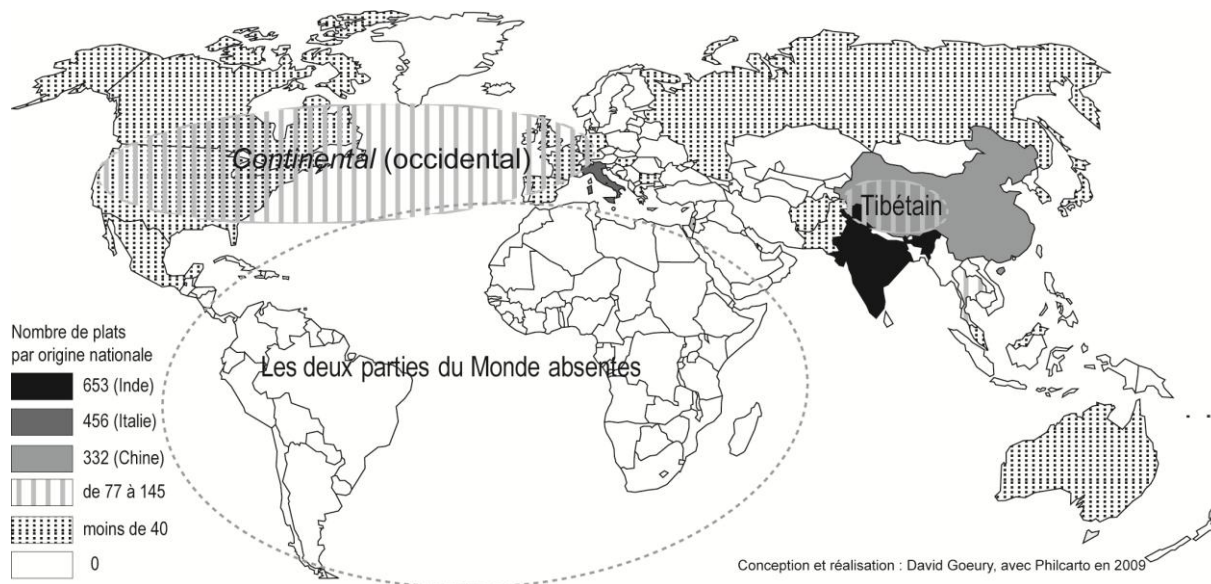 Continental (occidental)
Tibétain
Les deux parties du Monde absentes
Nombre de plats
par origine nationale
653 (Inde)
456 (Italie)
332 (Chine)
de 77 à 145
moins de 40
0
Conception et réalisation : David Goeury, avec Philcarto en 2009